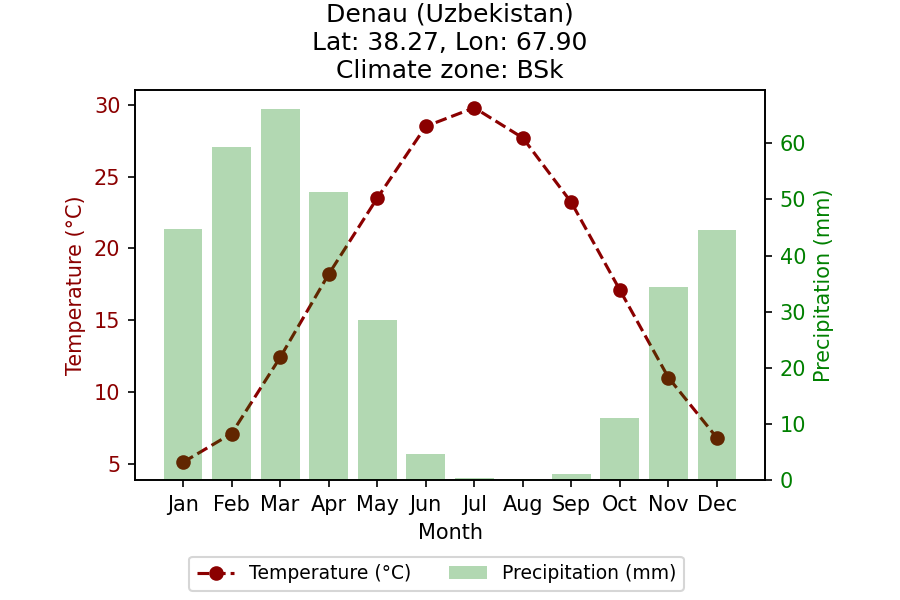 Denau (Uzbekistan)
Lat: 38.27, Lon: 67.90
Climate zone: BSk
30
25
20
15
10
5
Temperature (°C)
60
50
40
30
20
10
0
Precipitation (mm)
Jan Feb Mar Apr May Jun Jul Aug Sep Oct Nov Dec
Month
Temperature (°C) Precipitation (mm)